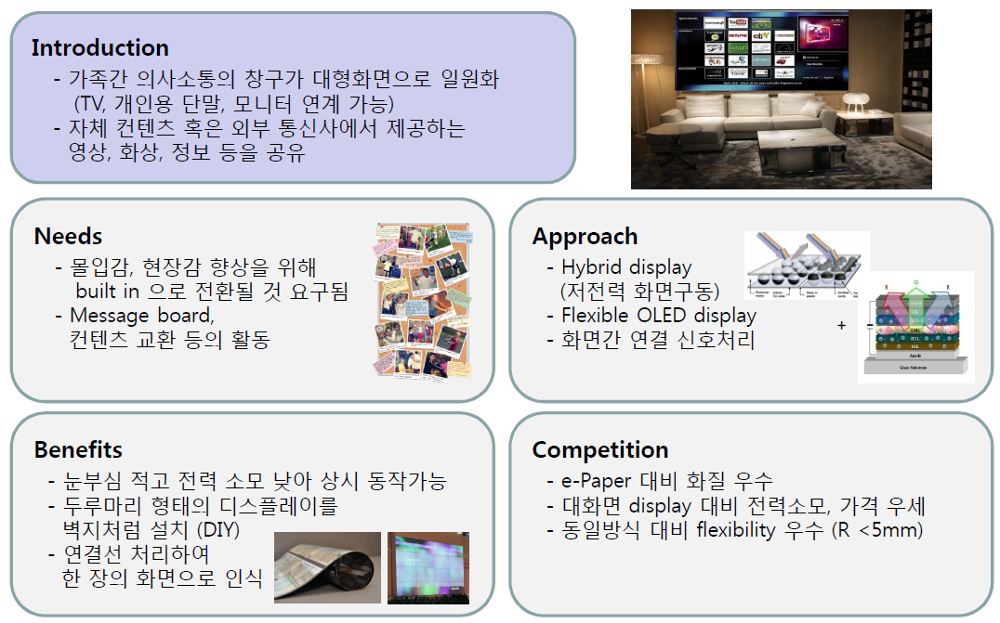 Introduction
- 가족간 의사소통의 창구가 대형화면으로 일원화
(TV, 개인용 단말, 모니터 연계 가능)
- 자체 컨텐츠 혹은 외부 통신사에서 제공하는
영상, 화상, 정보 등을 공유
Needs
- 몰입감, 현장감 향상을 위해
built in 으로 전환될 것 요구됨
- Message board,
컨텐츠 교환 등의 활동
Approach
- Hybrid display
(저전력 화면구동)
- Flexible OLED display
- 화면간 연결 신호처리
+
G
HTL
Anode
Glass Substrate
Benefits
- 눈부심 적고 전력 소모 낮아 상시 동작가능
- 두루마리 형태의 디스플레이를
벽지처럼 설치 (DIY)
- 연결선 처리하여
한 장의 화면으로 인식
Competition
- e-Paper 대비 화질 우수
- 대화면 display 대비 전력소모, 가격 우세
- 동일방식 대비 flexibility 우수 (R <5mm)